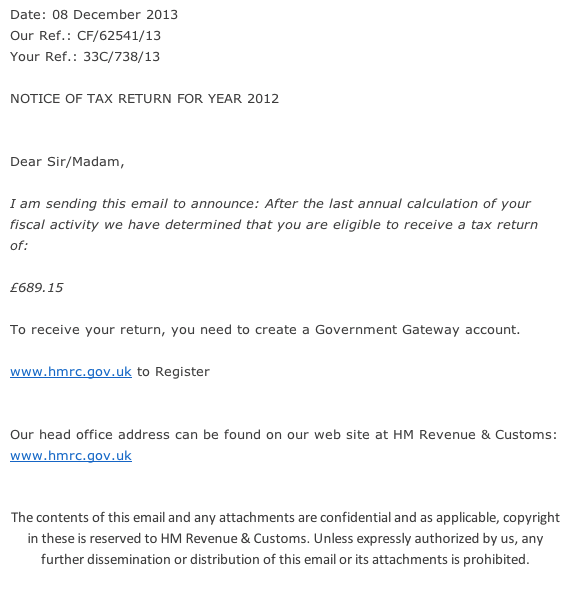 Date: 08 December 2013
Our Ref.: CF/62541/13
Your Ref.: 33C/738/13
NOTICE OF TAX RETURN FOR YEAR 2012
Dear Sir/Madam,
I am sending this email to announce: After the last annual calculation of your
fiscal activity we have determined that you are eligible to receive a tax return
of:
£689.15
To receive your return, you need to create a Government Gateway account.
www.hmrc.gov.uk to Register
Our head office address can be found on our web site at HM Revenue & Customs:
www.hmrc.gov.uk
The contents of this email and any attachments are confidential and as applicable, copyright
in these is reserved to HM Revenue & Customs. Unless expressly authorized by us, any
further dissemination or distribution of this email or its attachments is prohibited.